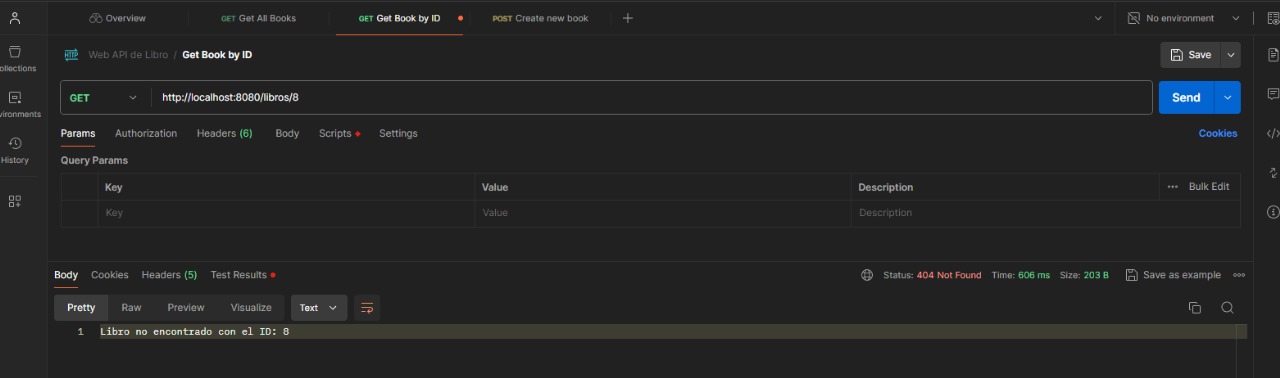 Overview
GET Get All Books
GET Get Book by ID
POST Create new book
No environment
HTTP Web API de Libro / Get Book by ID
Save
ollections
GET http://localhost:8080/libros/8
Send
vironments
Params Authorization Headers (6) Body Scripts Settings Cookies
History
Query Params
Key Value Description Bulk Edit
Key Value Description
Body Cookies Headers (5) Test Results Status: 404 Not Found Time: 606 ms Size: 203 B Save as example
Pretty Raw Preview Visualize Text
1 Libro no encontrado con el ID: 8